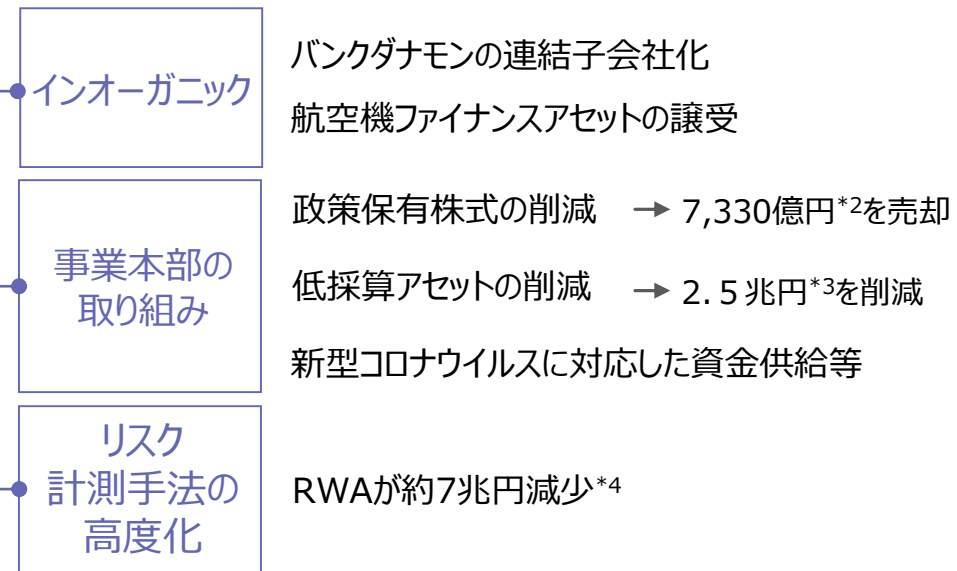 インオーガニック
バンクダナモンの連結子会社化
航空機ファイナンスアセットの譲受
事業本部の
取り組み
政策保有株式の削減 → 7,330億円*2を売却
低採算アセットの削減 → 2.5兆円*3を削減
新型コロナウイルスに対応した資金供給等
リスク
計測手法の
高度化
RWAが約7兆円減少*4